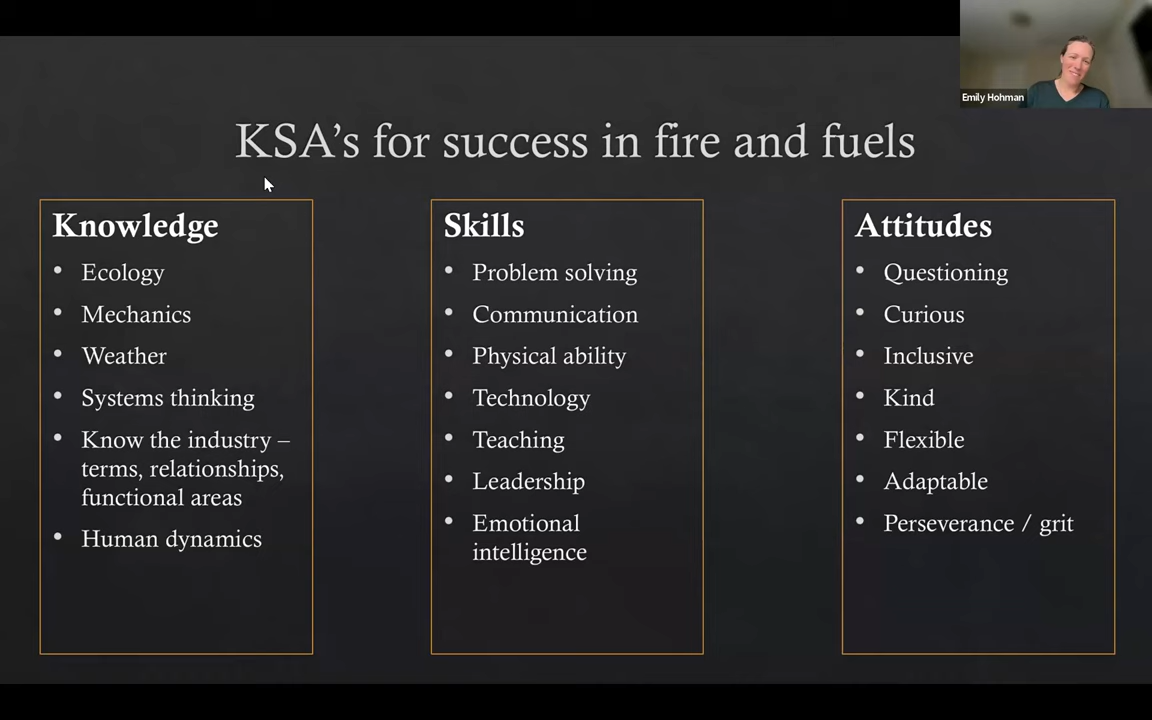 Emily Hohman
KSA’s for success in fire and fuels
Knowledge
• Ecology
• Mechanics
• Weather
• Systems thinking
• Know the industry –
terms, relationships,
functional areas
• Human dynamics
Skills
• Problem solving
• Communication
• Physical ability
• Technology
• Teaching
• Leadership
• Emotional
intelligence
Attitudes
• Questioning
• Curious
• Inclusive
• Kind
• Flexible
• Adaptable
• Perseverance / grit